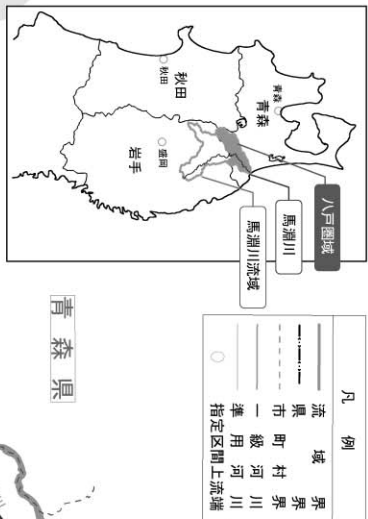 青森
青森
秋田
秋田
盛岡
岩手
八戸圏域
馬淵川
馬淵川流域
凡例
流域界
県界
市町村界
一級河川
準用河川
指定区間上流端
青森県